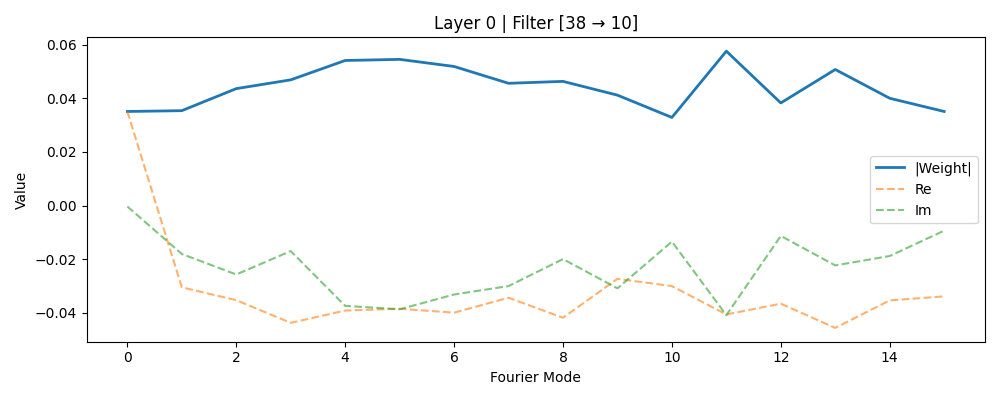 Layer 0 | Filter [38 → 10]
Value
0.06
0.04
0.02
0.00
−0.02
−0.04
|Weight|
Re
Im
0 2 4 6 8 10 12 14
Fourier Mode